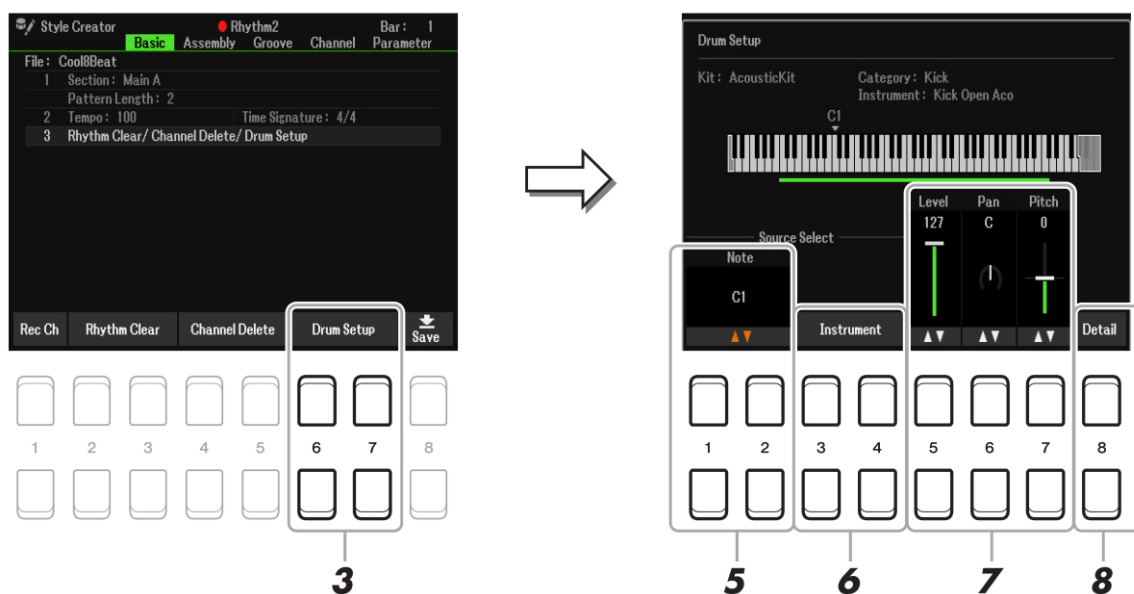 Style Creator Rhythm2 Bar: 1
Basic Assembly Groove Channel Parameter
File: Cool8Beat
1 Section: Main A
Pattern Length: 2
2 Tempo: 100 Time Signature: 4/4
3 Rhythm Clear/ Channel Delete/ Drum Setup
Rec Ch Rhythm Clear Channel Delete Drum Setup Save
1 2 3 4 5 6 7 8
3
Drum Setup
Kit: AcousticKit Category: Kick
Instrument: Kick Open Aco
C1
Level Pan Pitch
127 C 0
Source Select
Note
C1
Instrument Detail
1 2 3 4 5 6 7 8
5 6 7 8